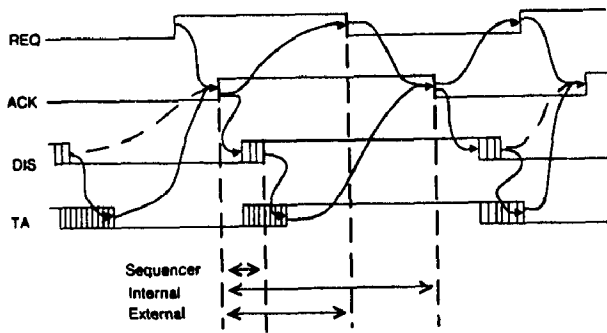 REQ
ACK
DIS
TA
Sequencer
Internal
External